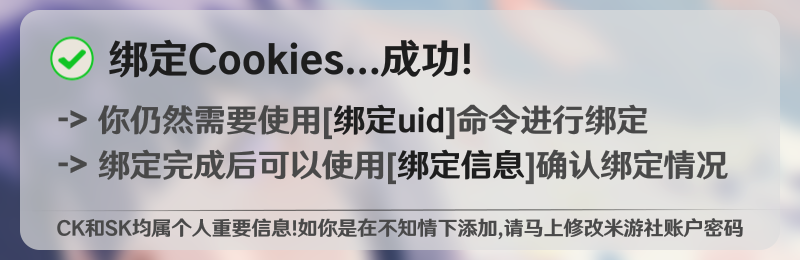 绑定Cookies...成功!
-> 你仍然需要使用[绑定uid]命令进行绑定
-> 绑定完成后可以使用[绑定信息]确认绑定情况
CK和SK均属个人重要信息!如你是在不知情下添加,请马上修改米游社账户密码